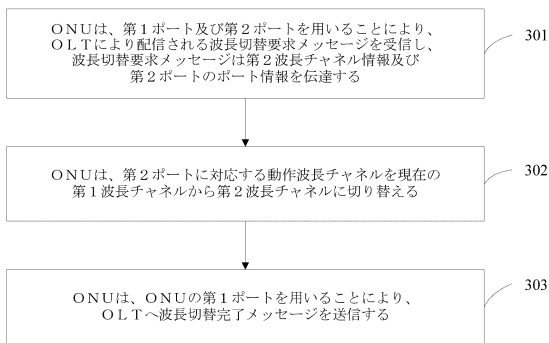 ONUは、第1ポート及び第2ポートを用いることにより、
OLTにより配信される波長切替要求メッセージを受信し、
波長切替要求メッセージは第2波長チャネル情報及び
第2ポートのポート情報を伝達する
301
ONUは、第2ポートに対応する動作波長チャネルを現在の
第1波長チャネルから第2波長チャネルに切り替える
302
ONUは、ONUの第1ポートを用いることにより、
OLTへ波長切替完了メッセージを送信する
303